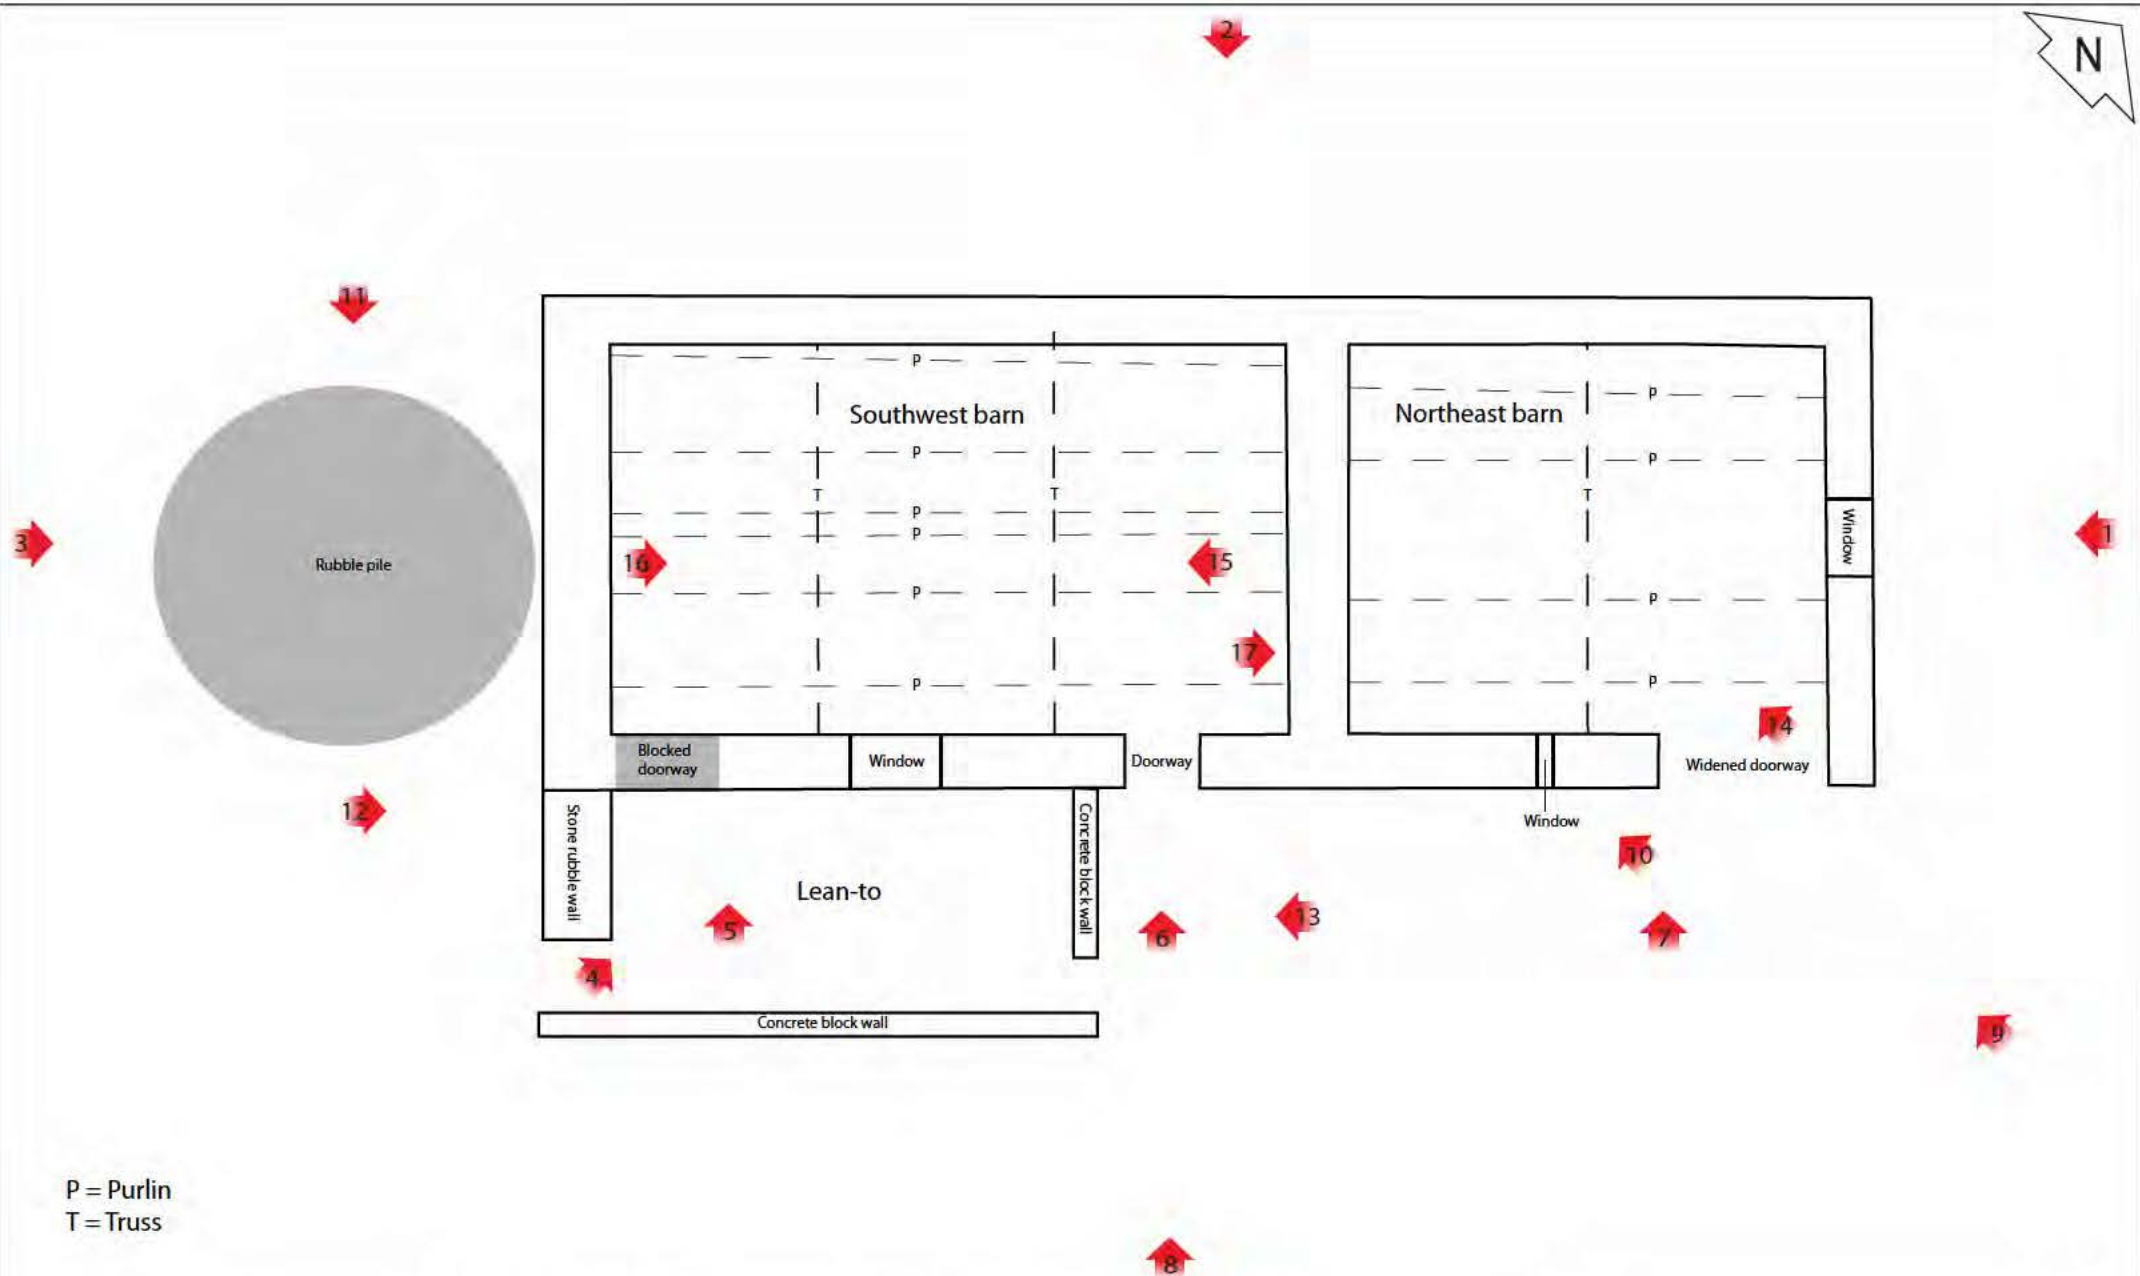 2
N
11
P
Southwest barn
Northeast barn
P
P
P
T
T
T
P
P
3
Rubble pile
16
15
Window
1
P
P
17
P
P
14
Blocked
doorway
Window
Doorway
Widened doorway
12
Stone rubble wall
Concrete block wall
Window
10
Lean-to
5
6
13
7
4
Concrete block wall
9
P = Purlin
T = Truss
8